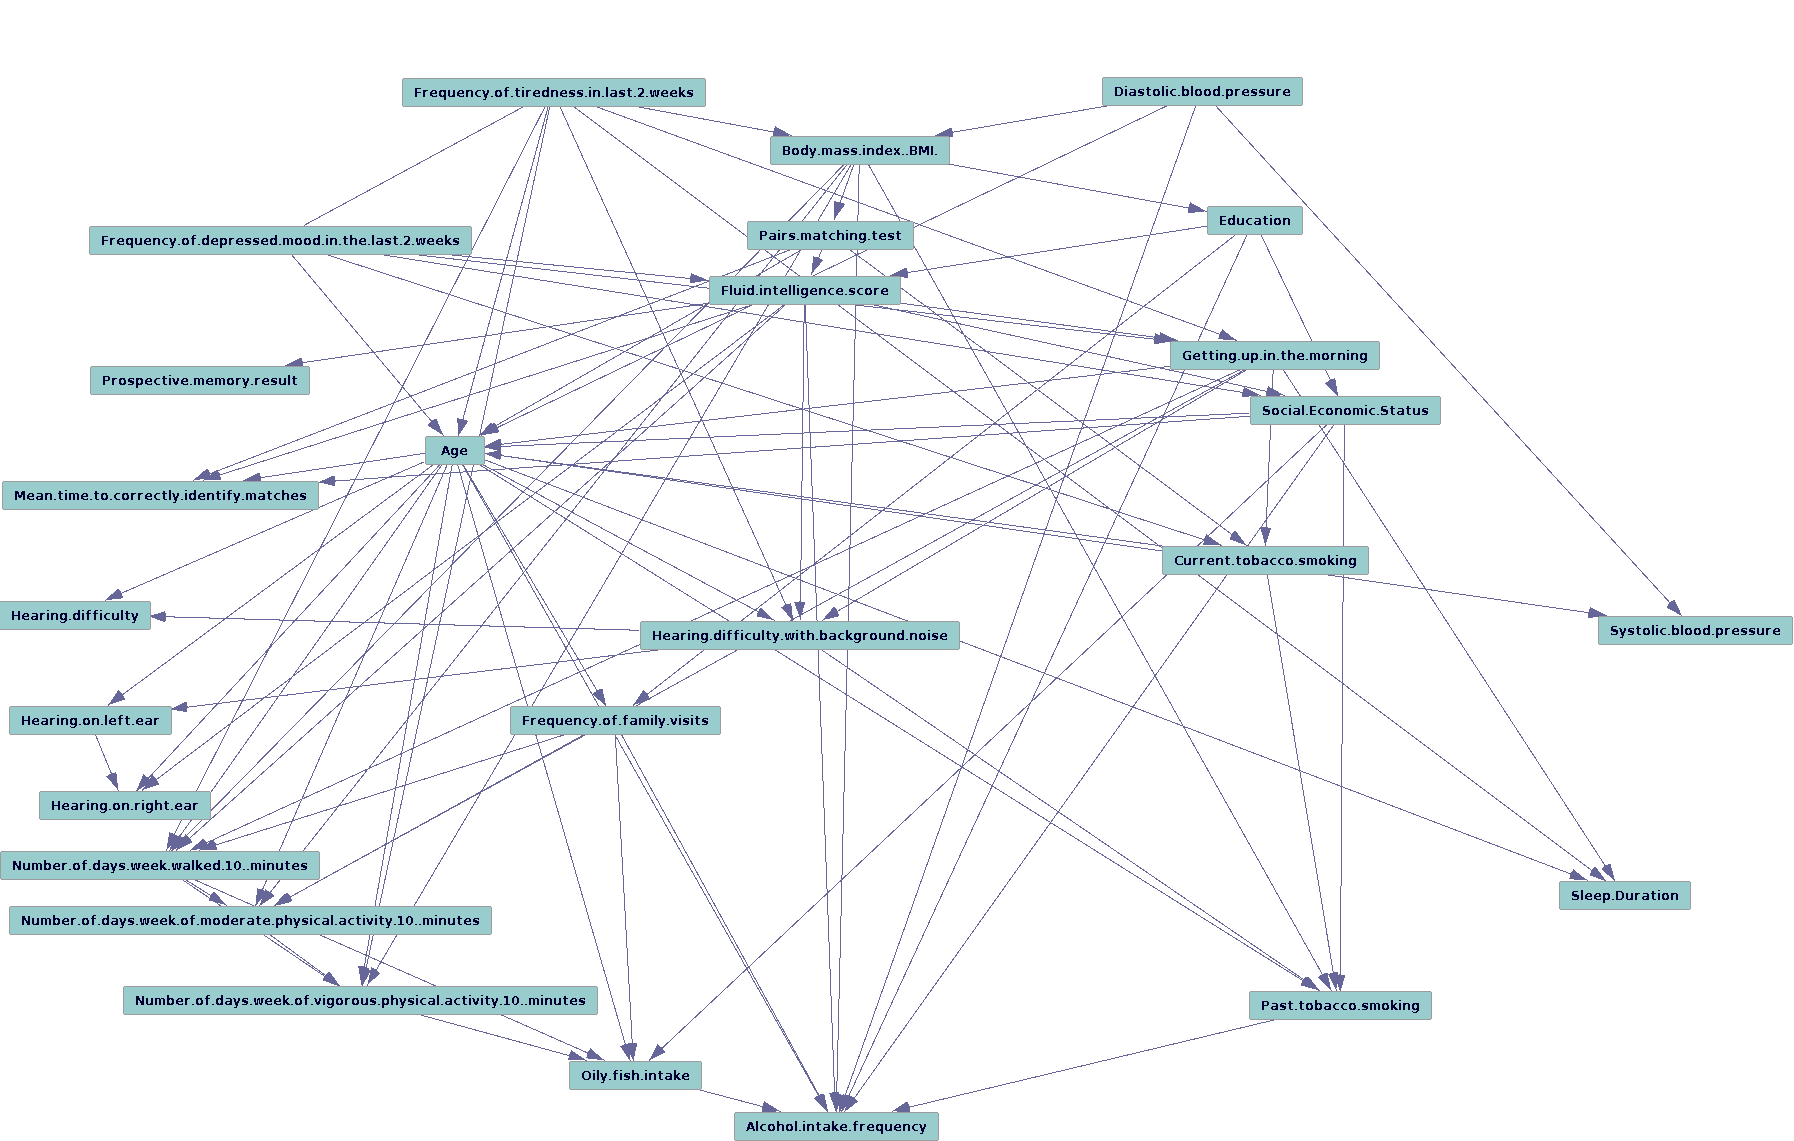 Frequency.of.tiredness.in.last.2.weeks
Diastolic.blood.pressure
Body.mass.index..BMI.
Education
Pairs.matching.test
Frequency.of.depressed.mood.in.the.last.2.weeks
Fluid.intelligence.score
Getting.up.in.the.morning
Prospective.memory.result
Social.Economic.Status
Age
Mean.time.to.correctly.identify.matches
Current.tobacco.smoking
Hearing.difficulty
Systolic.blood.pressure
Hearing.difficulty.with.background.noise
Hearing.on.left.ear
Frequency.of.family.visits
Hearing.on.right.ear
Number.of.days.week.walked.10..minutes
Sleep.Duration
Number.of.days.week.of.moderate.physical.activity.10..minutes
Number.of.days.week.of.vigorous.physical.activity.10..minutes
Past.tobacco.smoking
Oily.fish.intake
Alcohol.intake.frequency